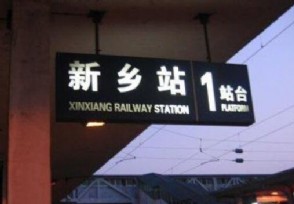 新乡站
XINXIANG RAILWAY STATION
1站台
PLATFORM